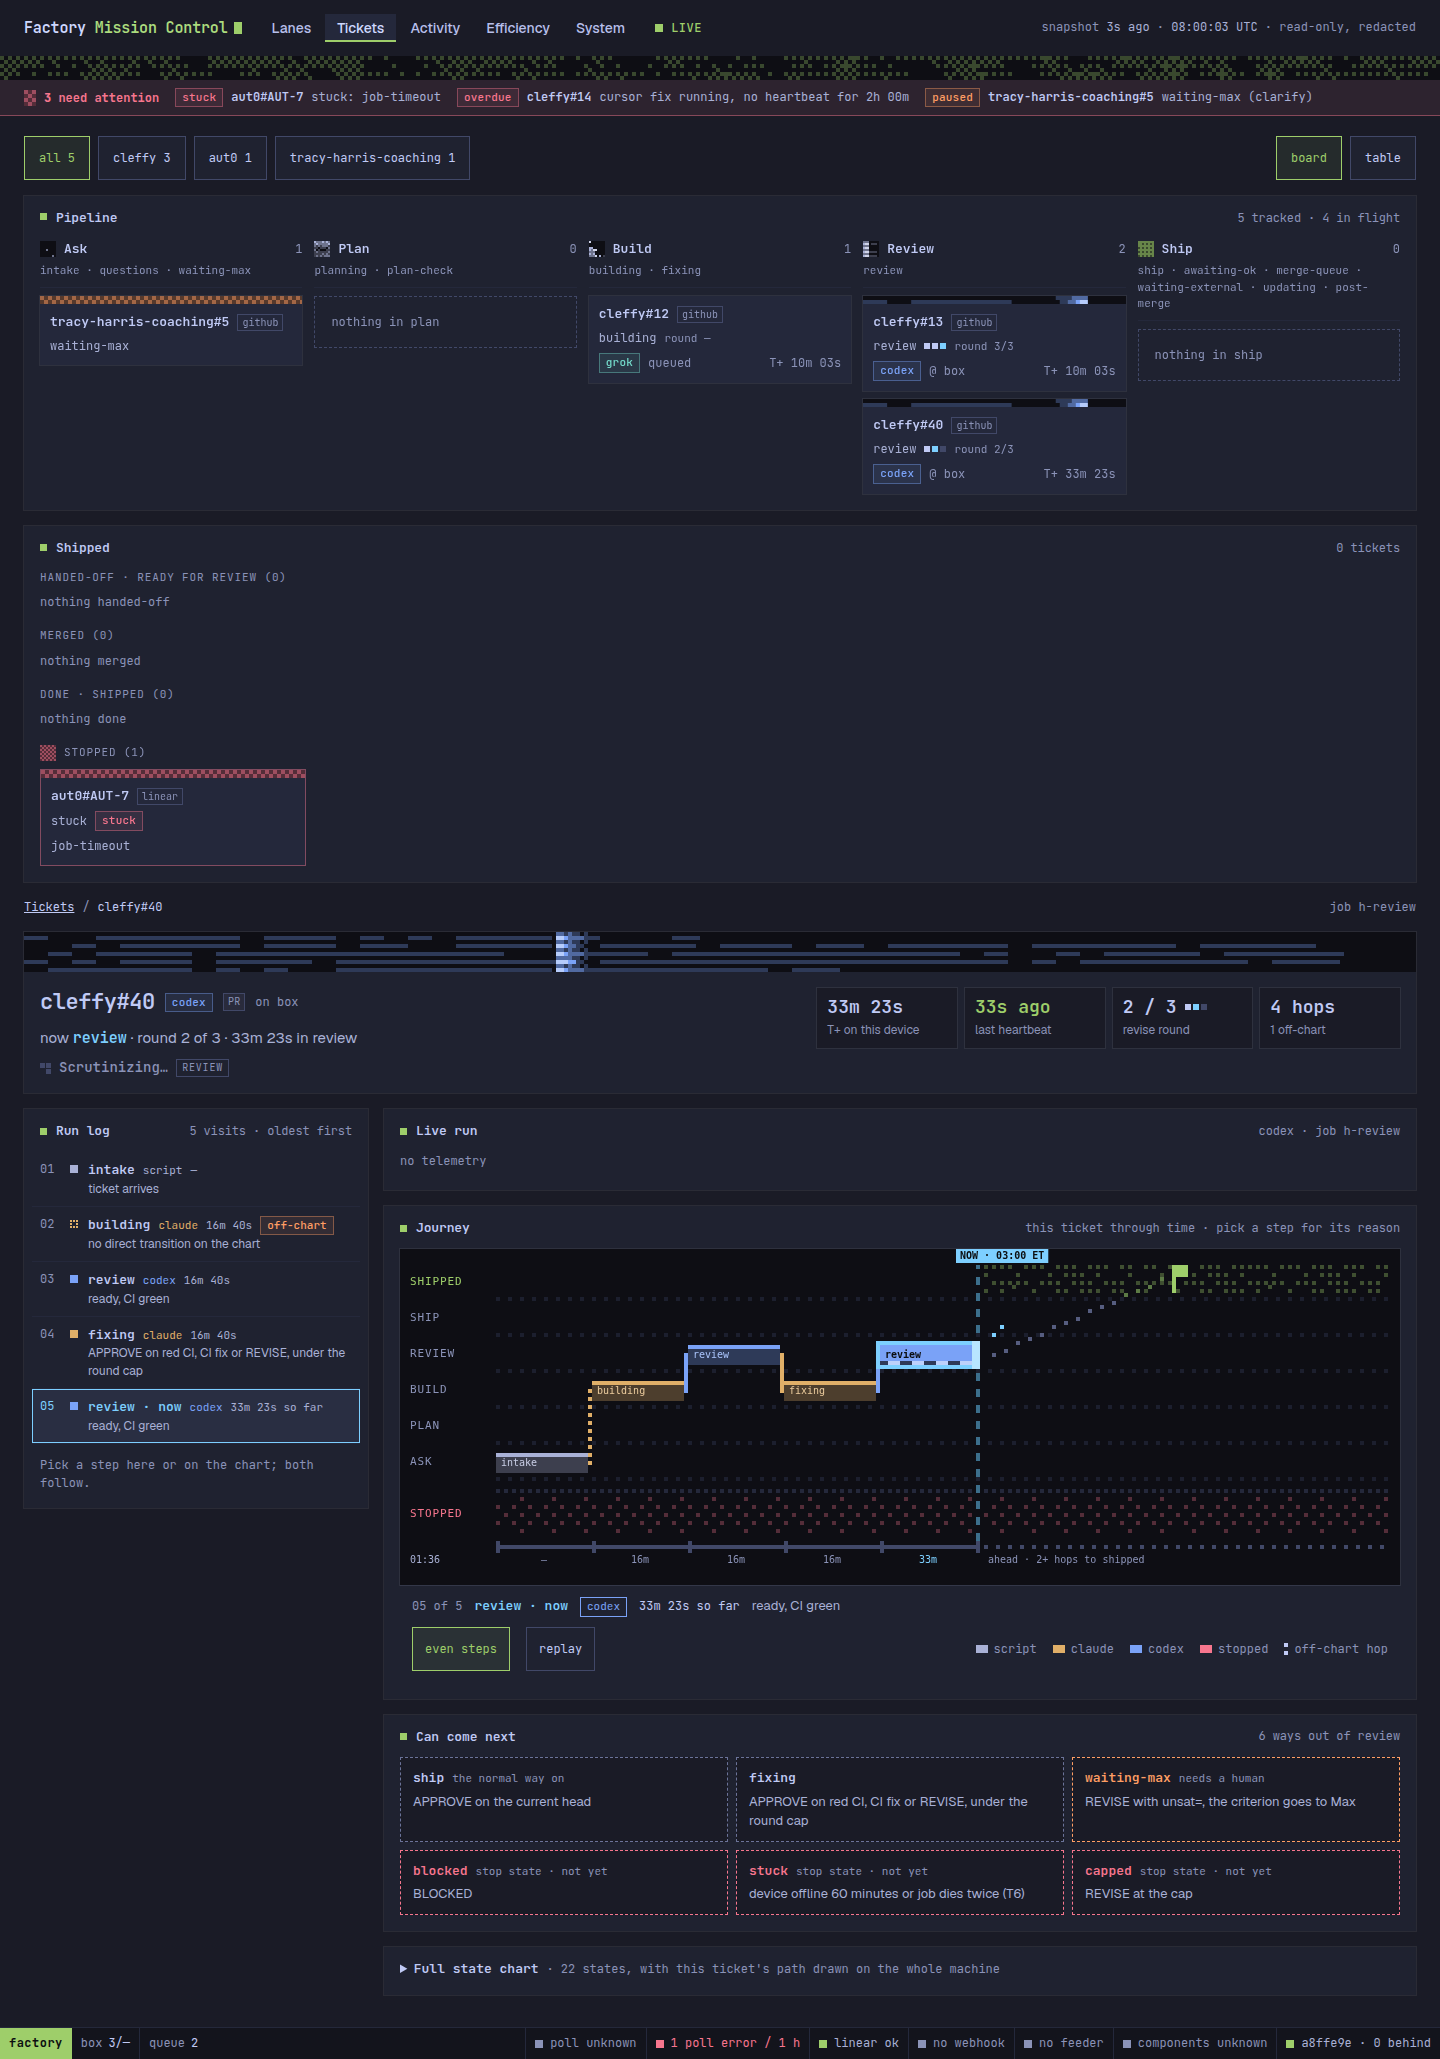 Factory Mission Control
Lanes Tickets Activity Efficiency System LIVE
snapshot 3s ago · 08:00:03 UTC · read-only, redacted
3 need attention stuck aut0#AUT-7 stuck: job-timeout overdue cleffy#14 cursor fix running, no heartbeat for 2h 00m paused tracy-harris-coaching#5 waiting-max (clarify)
all 5 cleffy 3 aut0 1 tracy-harris-coaching 1 board table
Pipeline 5 tracked · 4 in flight
Ask 1
intake · questions · waiting-max
tracy-harris-coaching#5 github
waiting-max
Plan 0
planning · plan-check
nothing in plan
Build 1
building · fixing
cleffy#12 github
building round —
grok queued T+ 10m 03s
Review 2
review
cleffy#13 github
review round 3/3
codex @ box T+ 10m 03s
cleffy#40 github
review round 2/3
codex @ box T+ 33m 23s
Ship 0
ship · awaiting-ok · merge-queue ·
waiting-external · updating · post-
merge
nothing in ship
Shipped 0 tickets
HANDED-OFF · READY FOR REVIEW (0)
nothing handed-off
MERGED (0)
nothing merged
DONE · SHIPPED (0)
nothing done
STOPPED (1)
aut0#AUT-7 linear
stuck stuck
job-timeout
Tickets / cleffy#40 job h-review
cleffy#40 codex PR on box
now review · round 2 of 3 · 33m 23s in review
Scrutinizing… REVIEW
33m 23s
T+ on this device
33s ago
last heartbeat
2 / 3
revise round
4 hops
1 off-chart
Run log 5 visits · oldest first
01 intake script —
ticket arrives
02 building claude 16m 40s off-chart
no direct transition on the chart
03 review codex 16m 40s
ready, CI green
04 fixing claude 16m 40s
APPROVE on red CI, CI fix or REVISE, under the
round cap
05 review · now codex 33m 23s so far
ready, CI green
Pick a step here or on the chart; both
follow.
Live run codex · job h-review
no telemetry
Journey this ticket through time · pick a step for its reason
NOW · 03:00 ET
SHIPPED
SHIP
REVIEW review review
BUILD building fixing
PLAN
ASK intake
STOPPED
01:36 — 16m 16m 16m 33m ahead · 2+ hops to shipped
05 of 5 review · now codex 33m 23s so far ready, CI green
even steps replay script claude codex stopped off-chart hop
Can come next 6 ways out of review
ship the normal way on
APPROVE on the current head
fixing
APPROVE on red CI, CI fix or REVISE, under the
round cap
waiting-max needs a human
REVISE with unsat=, the criterion goes to Max
blocked stop state · not yet
BLOCKED
stuck stop state · not yet
device offline 60 minutes or job dies twice (T6)
capped stop state · not yet
REVISE at the cap
Full state chart · 22 states, with this ticket's path drawn on the whole machine
factory box 3/— queue 2 poll unknown 1 poll error / 1 h linear ok no webhook no feeder components unknown a8ffe9e · 0 behind